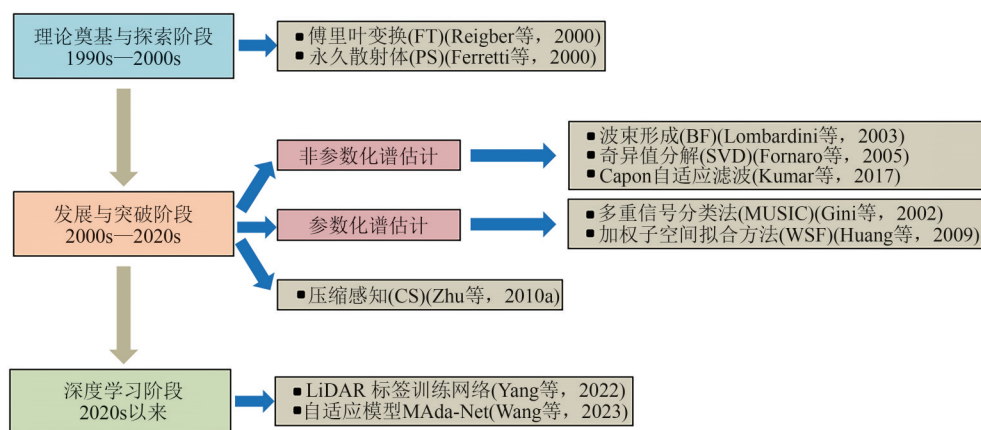 理论奠基与探索阶段
1990s—2000s
▪傅里叶变换(FT)(Reigber等，2000)
▪永久散射体(PS)(Ferretti等，2000)
非参数化谱估计
▪波束形成(BF)(Lombardini等，2003)
▪奇异值分解(SVD)(Fornaro等，2005)
▪Capon自适应滤波(Kumar等，2017)
发展与突破阶段
2000s—2020s
参数化谱估计
▪多重信号分类法(MUSIC)(Gini等，2002)
▪加权子空间拟合方法(WSF)(Huang等，2009)
▪压缩感知(CS)(Zhu等，2010a)
深度学习阶段
2020s以来
▪LiDAR 标签训练网络(Yang等，2022)
▪自适应模型MAda-Net(Wang等，2023)